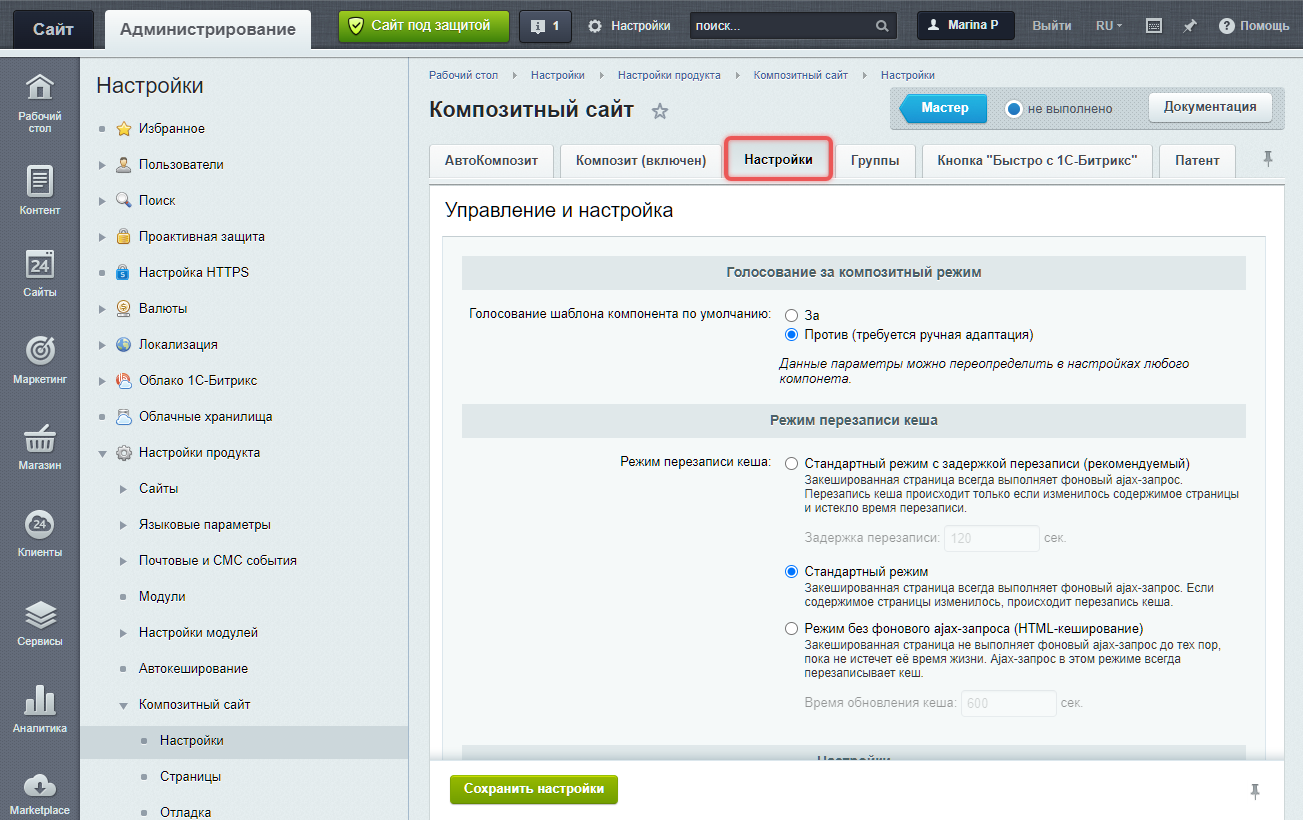 Сайт
Администрирование
Сайт под защитой
1
Настройки
поиск...
Marina P
Выйти
RU
Помощь
Рабочий
стол
Контент
24
Сайты
Маркетинг
Магазин
24
Клиенты
Сервисы
Аналитика
Marketplace
Настройки
Избранное
Пользователи
Поиск
Проактивная защита
Настройка HTTPS
Валюты
Локализация
Облако 1С-Битрикс
Облачные хранилища
Настройки продукта
Сайты
Языковые параметры
Почтовые и СМС события
Модули
Настройки модулей
Автокеширование
Композитный сайт
Настройки
Страницы
Отладка
Рабочий стол
Настройки
Настройки продукта
Композитный сайт
Настройки
Композитный сайт
Мастер
не выполнено
Документация
АвтоКомпозит
Композит (включен)
Настройки
Группы
Кнопка "Быстро с 1С-Битрикс"
Патент
Управление и настройка
Голосование за композитный режим
Голосование шаблона компонента по умолчанию:
За
Против (требуется ручная адаптация)
Данные параметры можно переопределить в настройках любого
компонета.
Режим перезаписи кеша
Режим перезаписи кеша:
Стандартный режим с задержкой перезаписи (рекомендуемый)
Закешированная страница всегда выполняет фоновый ajax-запрос.
Перезапись кеша происходит только если изменилось содержимое страницы
и истекло время перезаписи.
Задержка перезаписи: 120 сек.
Стандартный режим
Закешированная страница всегда выполняет фоновый ajax-запрос. Если
содержимое страницы изменилось, происходит перезапись кеша.
Режим без фонового ajax-запроса (HTML-кеширование)
Закешированная страница не выполняет фоновый ajax-запрос до тех пор,
пока не истечет её время жизни. Ajax-запрос в этом режиме всегда
перезаписывает кеш.
Время обновления кеша: 600 сек.
Настройки
Сохранить настройки